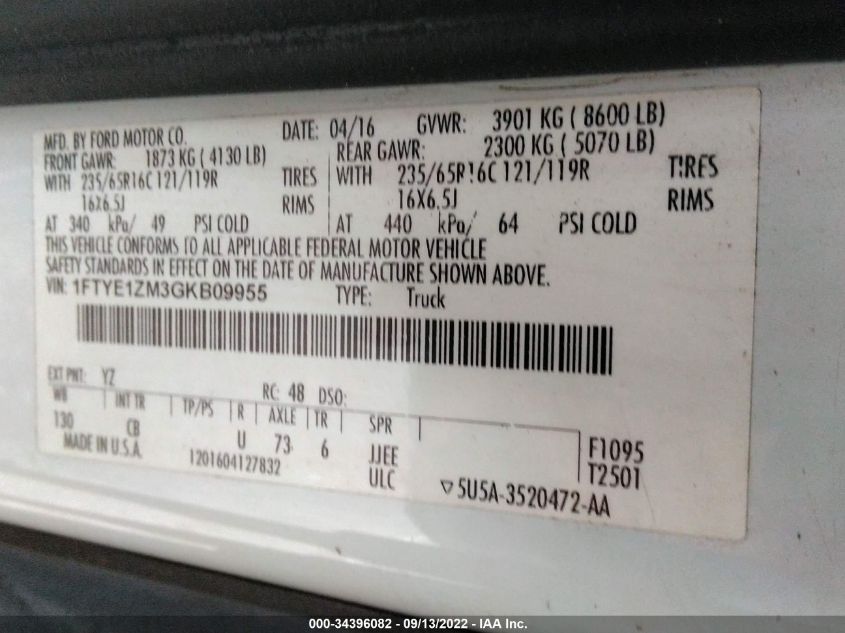 MFD. BY FORD MOTOR CO. DATE: 04/16 GVWR: 3901 KG ( 8600 LB)
FRONT GAWR: 1873 KG ( 4130 LB) REAR GAWR: 2300 KG ( 5070 LB)
WITH 235/65R16C 121/119R TIRES WITH 235/65R16C 121/119R TIRES
16X6.5J RIMS 16X6.5J RIMS
AT 340 kPa/ 49 PSI COLD AT 440 kPa/ 64 PSI COLD
THIS VEHICLE CONFORMS TO ALL APPLICABLE FEDERAL MOTOR VEHICLE
SAFETY STANDARDS IN EFFECT ON THE DATE OF MANUFACTURE SHOWN ABOVE.
VIN: 1FTYE1ZM3GKB09955 TYPE: Truck
EXT PNT: YZ RC: 48 DSO:
WB INT TR TP/PS R AXLE TR SPR
130 CB U 73 6 JJEE F1095
MADE IN U.S.A. 1201604127832 ULC T2501
5U5A-3520472-AA
000-34396082 - 09/13/2022 - IAA Inc.